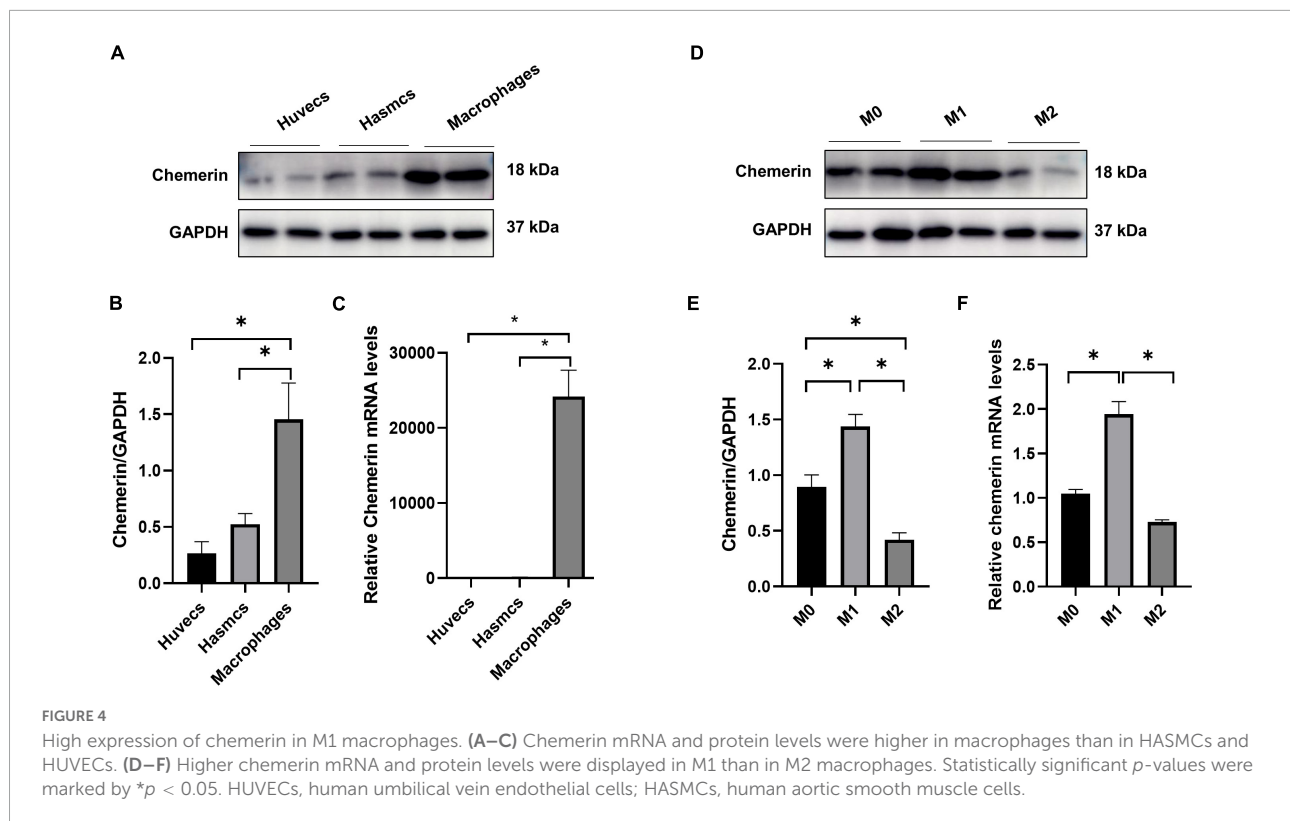 A
Huvecs
Hasmcs
Macrophages
Chemerin
18 kDa
GAPDH
37 kDa
D
M0
M1
M2
Chemerin
18 kDa
GAPDH
37 kDa
B
*
*
Chemerin/GAPDH
2.0
1.5
1.0
0.5
0.0
Huvecs
Hasmcs
Macrophages
C
*
*
Relative Chemerin mRNA levels
30000
20000
10000
0
Huvecs
Hasmcs
Macrophages
E
*
*
*
Chemerin/GAPDH
2.0
1.5
1.0
0.5
0.0
M0
M1
M2
F
*
*
Relative chemerin mRNA levels
2.5
2.0
1.5
1.0
0.5
0.0
M0
M1
M2
FIGURE 4
High expression of chemerin in M1 macrophages. (A–C) Chemerin mRNA and protein levels were higher in macrophages than in HASMCs and
HUVECs. (D–F) Higher chemerin mRNA and protein levels were displayed in M1 than in M2 macrophages. Statistically significant p-values were
marked by *p < 0.05. HUVECs, human umbilical vein endothelial cells; HASMCs, human aortic smooth muscle cells.